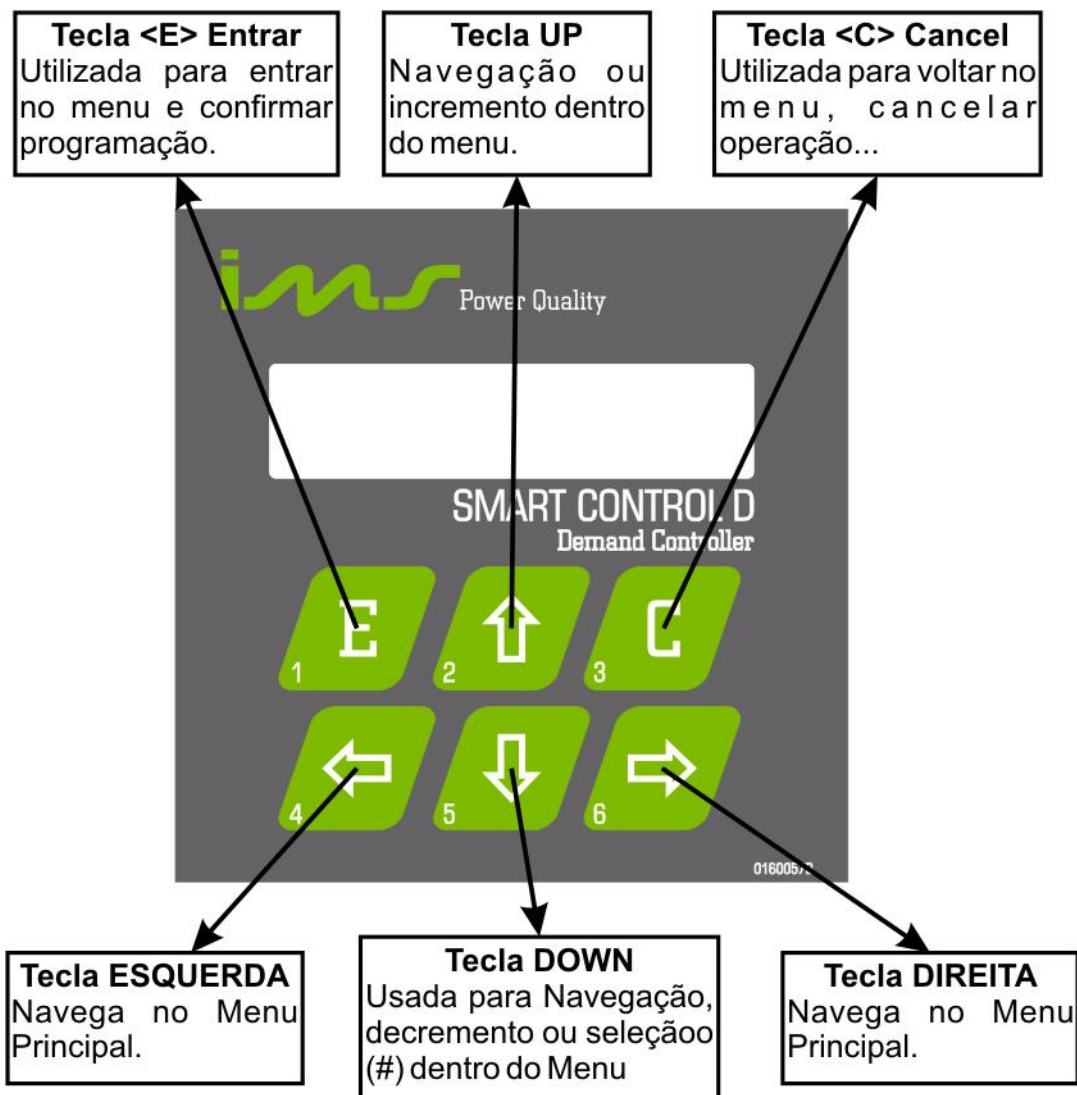 Tecla <E> Entrar
Utilizada para entrar
no menu e confirmar
programação.
Tecla UP
Navegação ou
incremento dentro
do menu.
Tecla <C> Cancel
Utilizada para voltar no
menu, cancelar
operação...
ims
Power Quality
SMART CONTROL D
Demand Controller
1 E
2
3 C
4
5
6
Tecla ESQUERDA
Navega no Menu
Principal.
Tecla DOWN
Usada para Navegação,
decremento ou seleçãoo
(#) dentro do Menu
Tecla DIREITA
Navega no Menu
Principal.